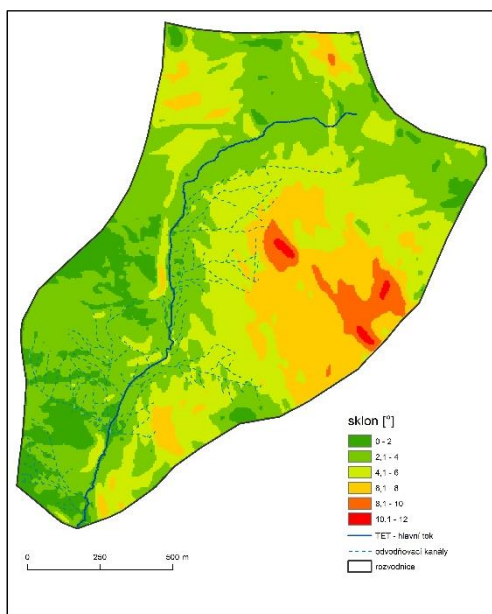 sklon [°]
0 - 2
2,1 - 4
4,1 - 6
6,1 - 8
8,1 - 10
10,1 - 12
TET - hlavní tok
odvodňovací kanály
rozvodnice
0 250 500 m